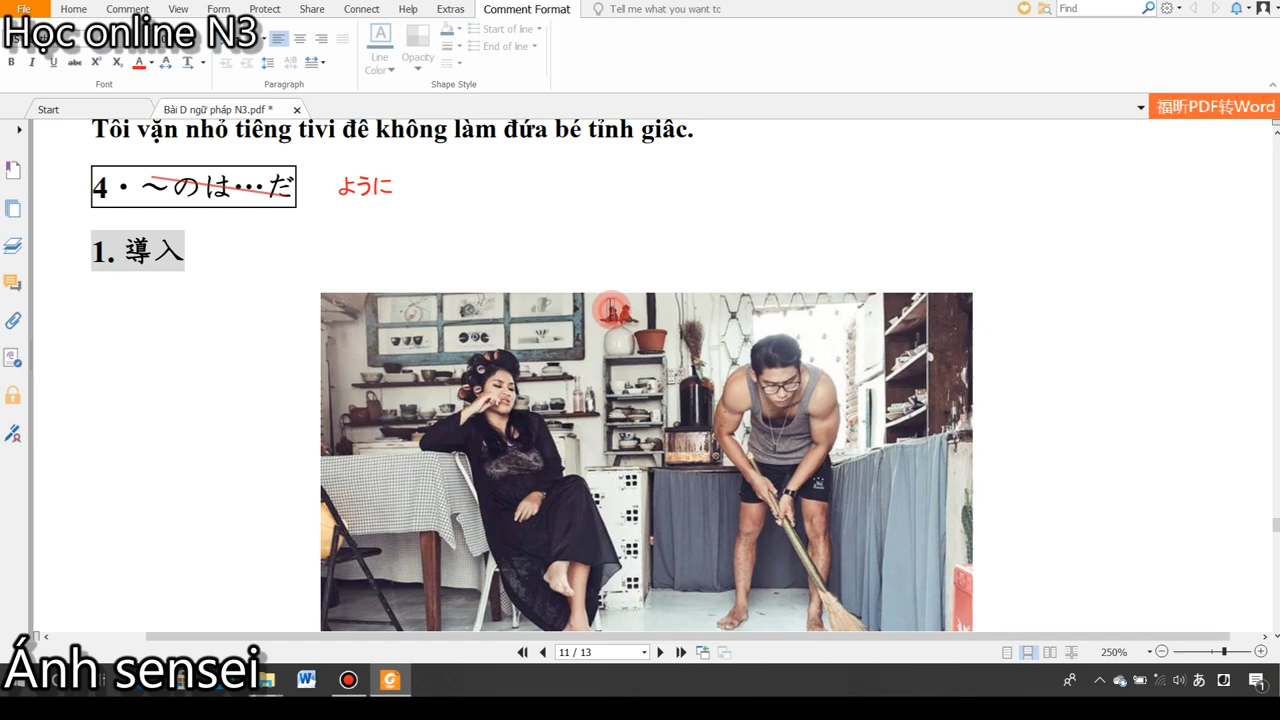 File Home Comment View Form Protect Share Connect Help Extras Comment Format Tell me what you want tc Find
Học online N3
Start of line
End of line
Line Color Opacity
Font Paragraph Shape Style
Start Bài D ngữ pháp N3.pdf * 福昕PDF转Word
Tôi vặn nhỏ tiếng tivi để không làm đứa bé tỉnh giấc.
4・～のは…だ ように
1. 導入
11 / 13 250%
Ánh sensei
あ